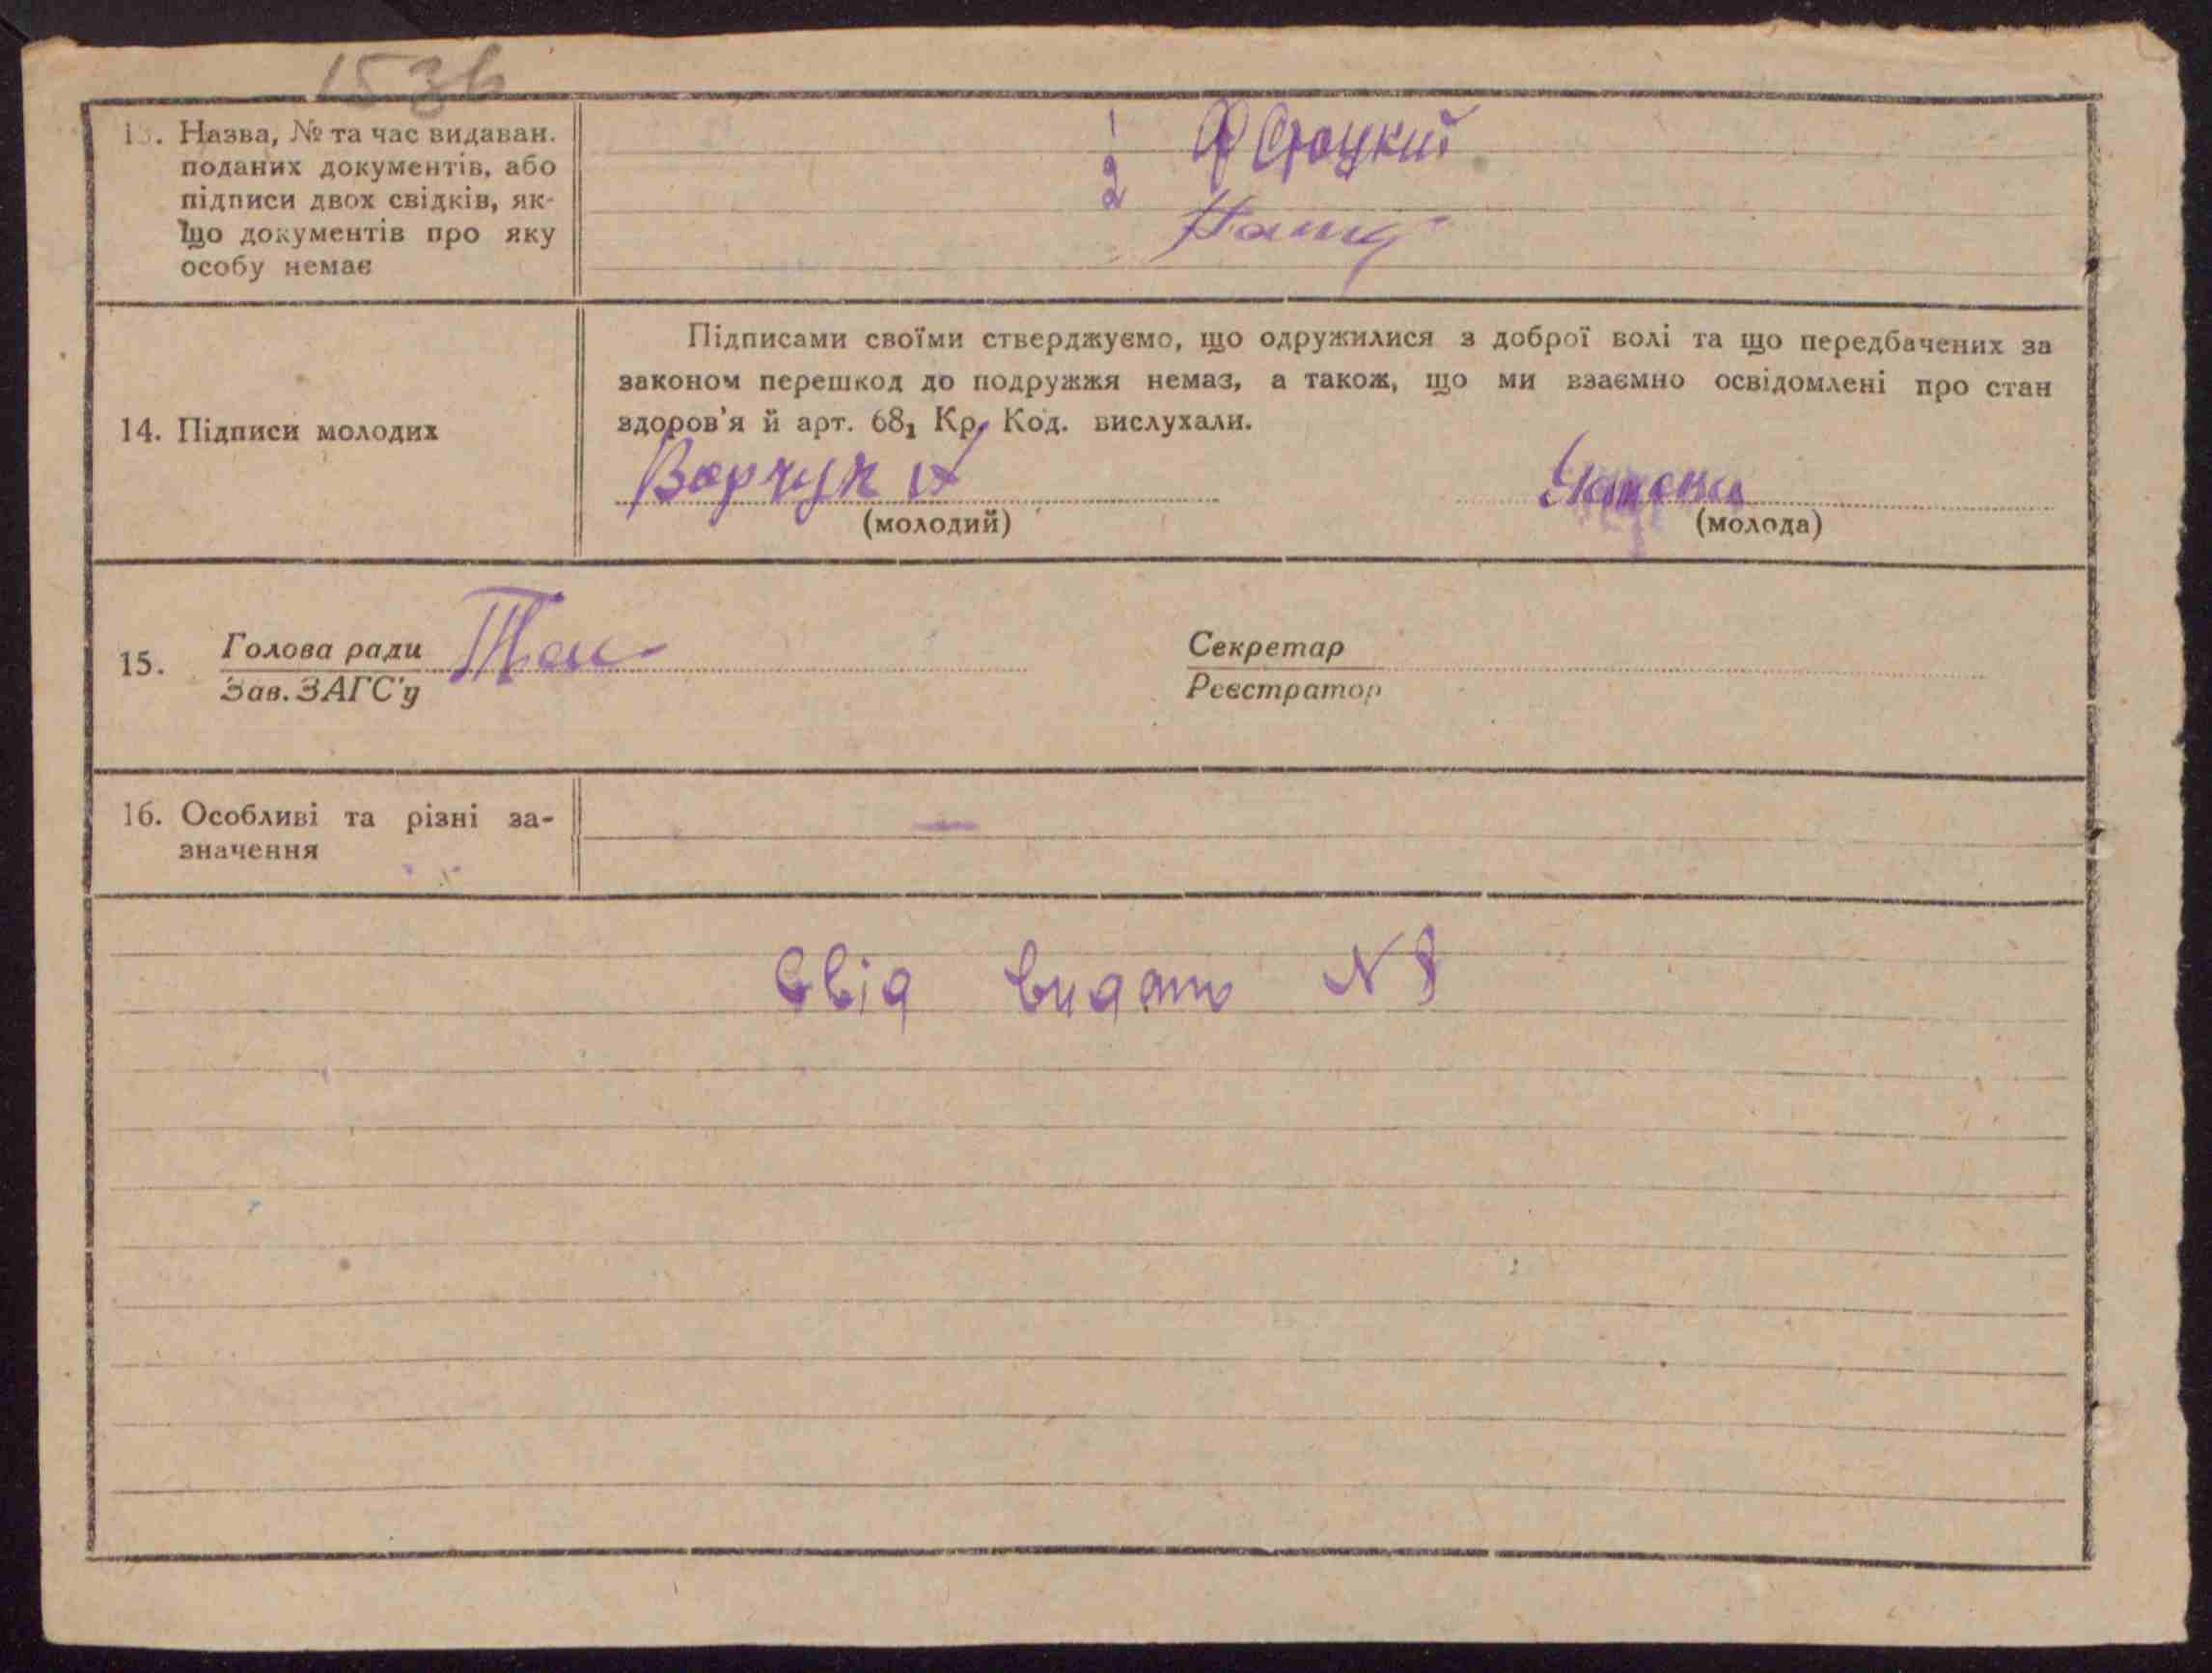 153б
13. Назва, № та час видаван.
поданих документів, або
підписи двох свідків, як-
що документів про яку
особу немає
1
2
14. Підписи молодих
Підписами своїми стверджуємо, що одружилися з доброї волі та що передбачених за
законом перешкод до подружжя немаз, а також, що ми взаємно освідомлені про стан
здоров'я й арт. 68₁ Кр. Код. вислухали.
Варчук
(молодий)
(молода)
15. Голова ради
Зав. ЗАГС'у
Секретар
Реєстратор
16. Особливі та різні за-
значення
Свід видано N 8